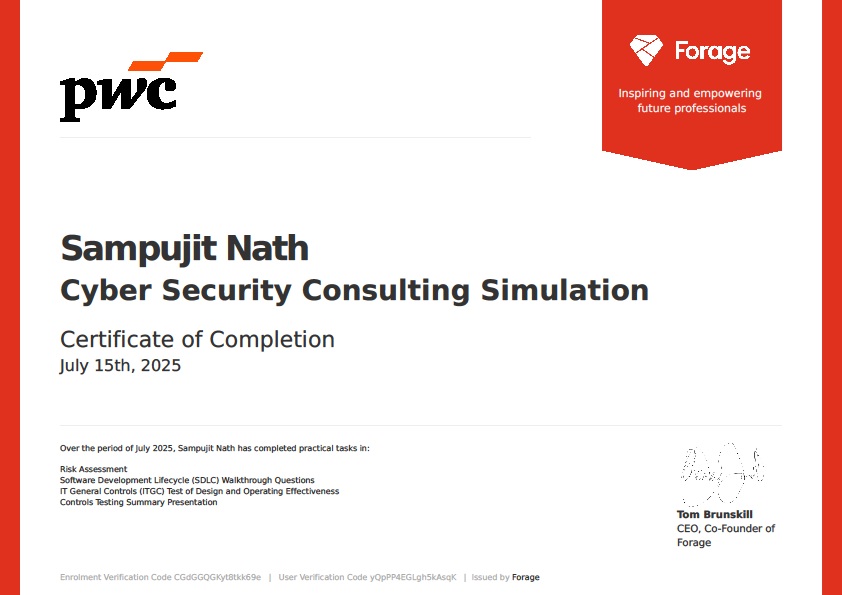 pwc
Forage
Inspiring and empowering
future professionals
Sampujit Nath
Cyber Security Consulting Simulation
Certificate of Completion
July 15th, 2025
Over the period of July 2025, Sampujit Nath has completed practical tasks in:
Risk Assessment
Software Development Lifecycle (SDLC) Walkthrough Questions
IT General Controls (ITGC) Test of Design and Operating Effectiveness
Controls Testing Summary Presentation
Tom Brunskill
CEO, Co-Founder of
Forage
Enrolment Verification Code CGdGGQGKyt8tkk69e | User Verification Code yQpPP4EGLgh5kAsqK | Issued by Forage